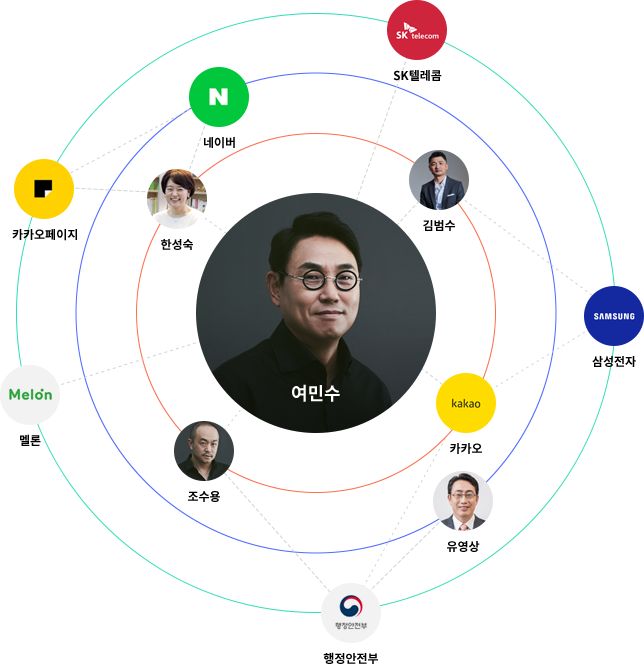 SK telecom
SK텔레콤
N
네이버
카카오페이지
한성숙
김범수
SAMSUNG
삼성전자
여민수
Melon
멜론
kakao
카카오
조수용
유영상
행정안전부
행정안전부